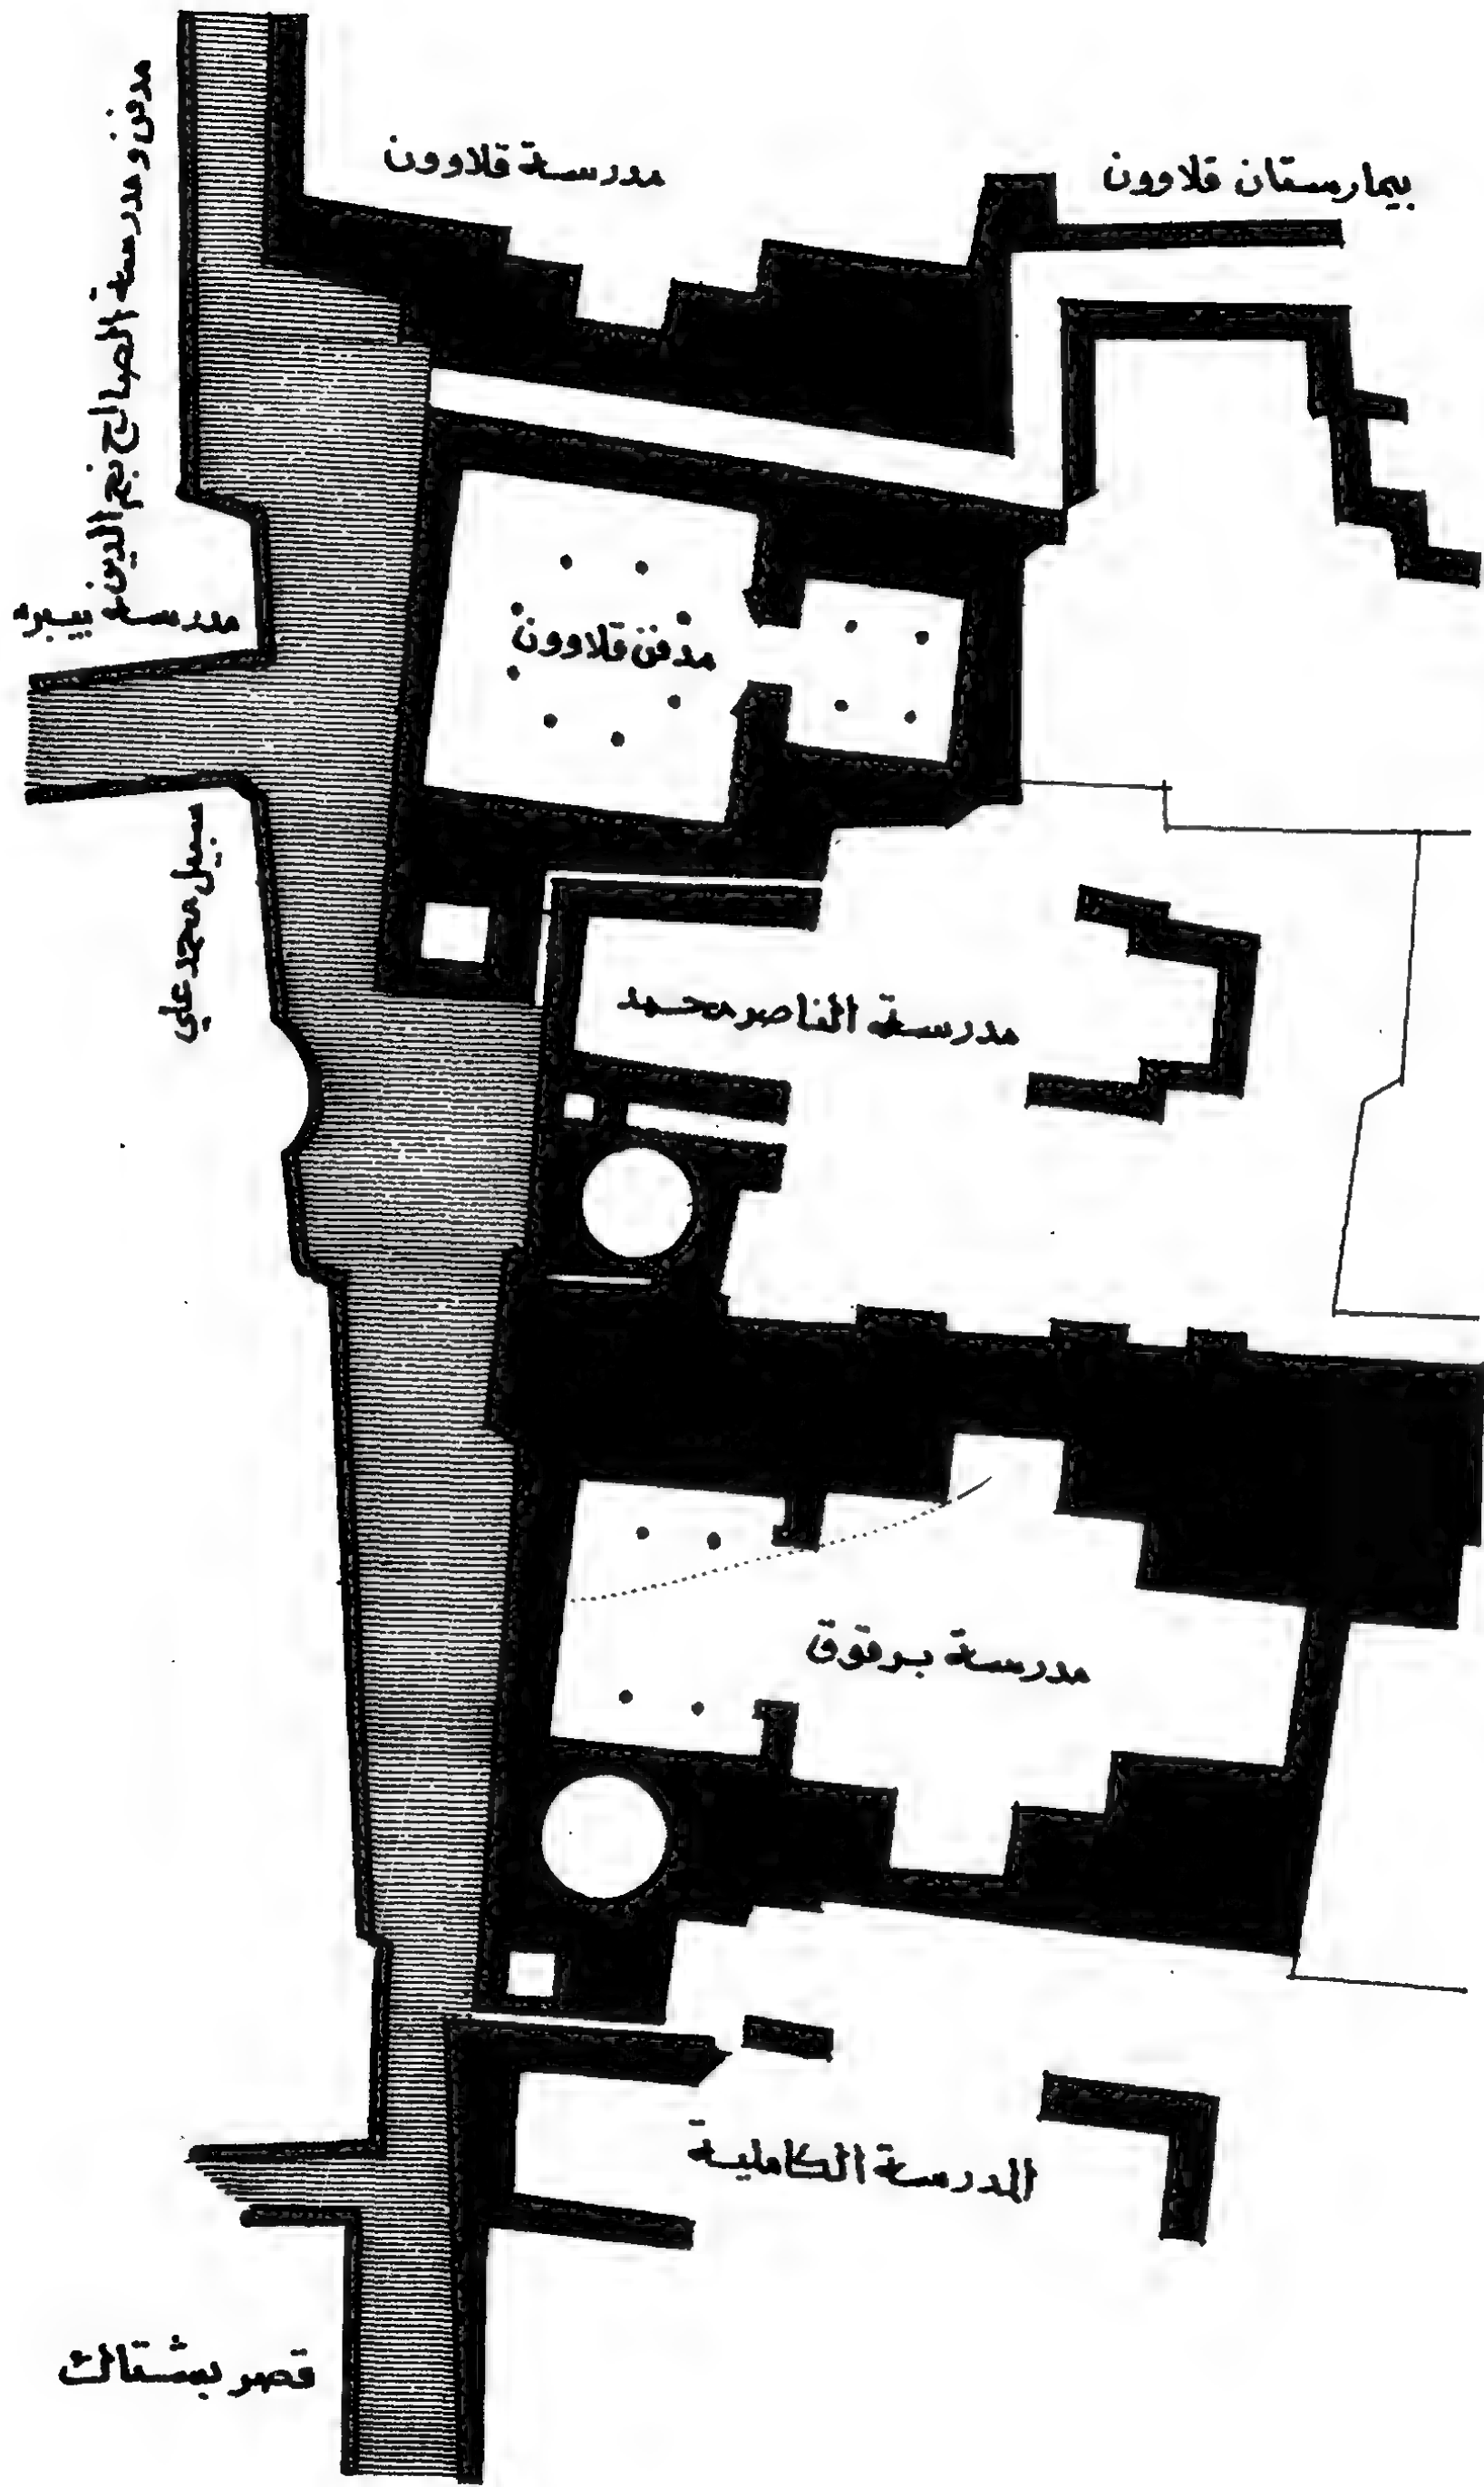 مدرسة قلاوون
بيمارستان قلاوون
مدفن ومدرسة الصالح نجم الدين
مدرسة بيبرس
مدفن قلاوون
سبيل محمد علي
مدرسة الناصر محمد
مدرسة برقوق
المدرسة الكاملية
قصر بشتاك